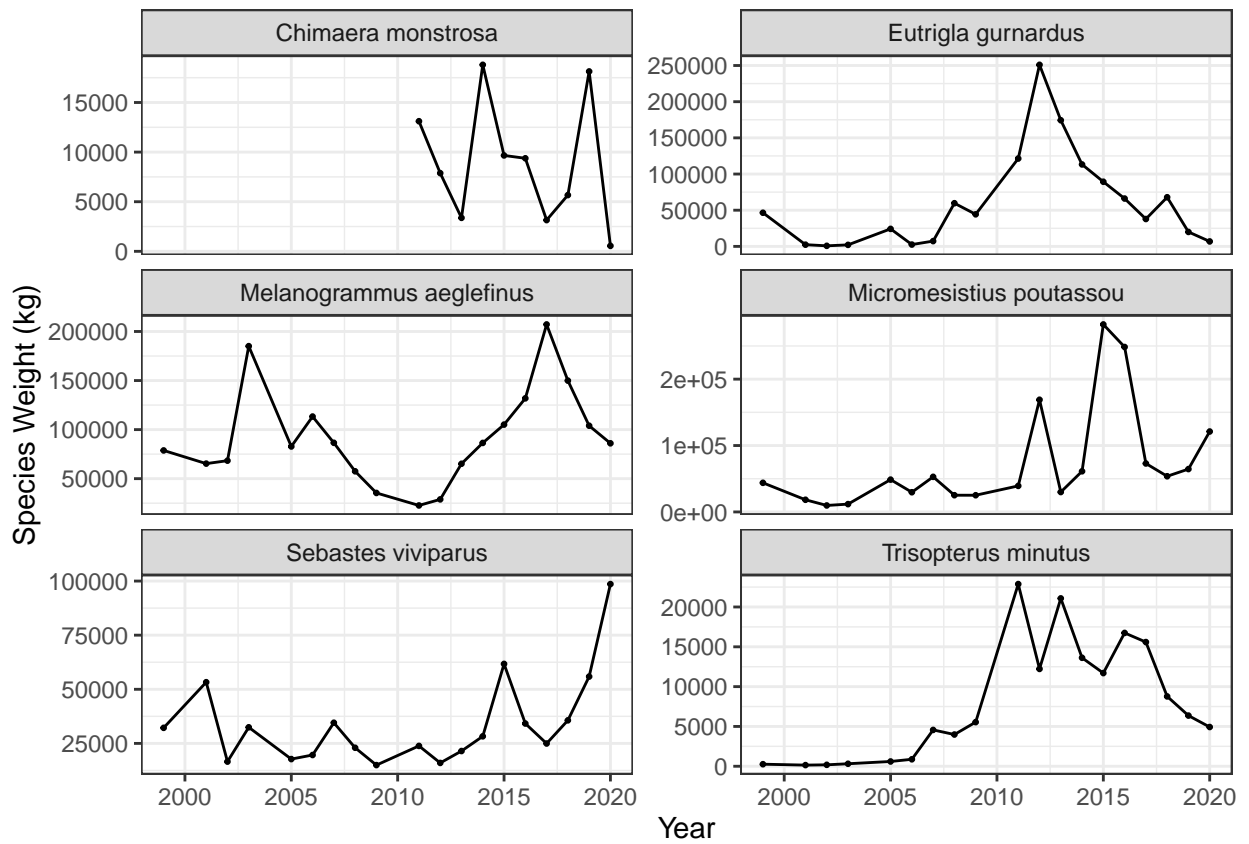 Chimaera monstrosa
Eutrigla gurnardus
15000
10000
5000
0
250000
200000
150000
100000
50000
0
Melanogrammus aeglefinus
Micromesistius poutassou
200000
150000
100000
50000
2e+05
1e+05
0e+00
Sebastes viviparus
Trisopterus minutus
100000
75000
50000
25000
20000
15000
10000
5000
0
2000 2005 2010 2015 2020
2000 2005 2010 2015 2020
Species Weight (kg)
Year